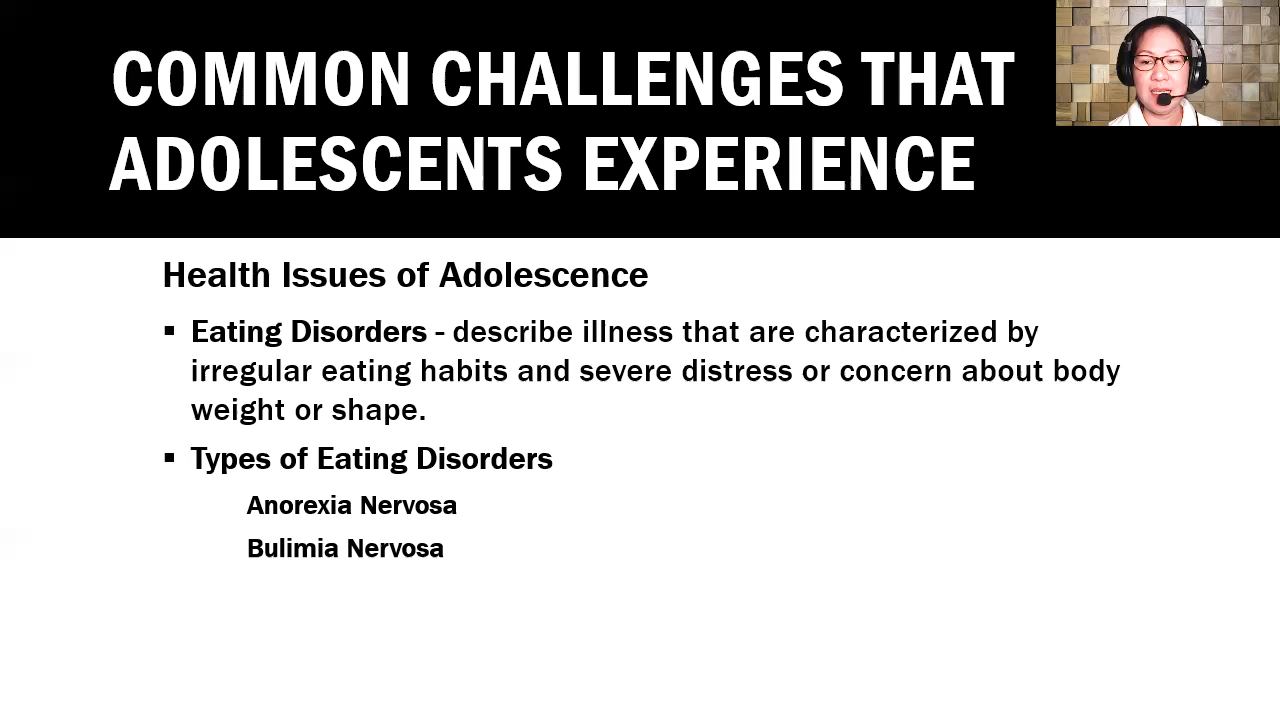 COMMON CHALLENGES THAT
ADOLESCENTS EXPERIENCE
Health Issues of Adolescence
▪ Eating Disorders - describe illness that are characterized by
irregular eating habits and severe distress or concern about body
weight or shape.
▪ Types of Eating Disorders
Anorexia Nervosa
Bulimia Nervosa